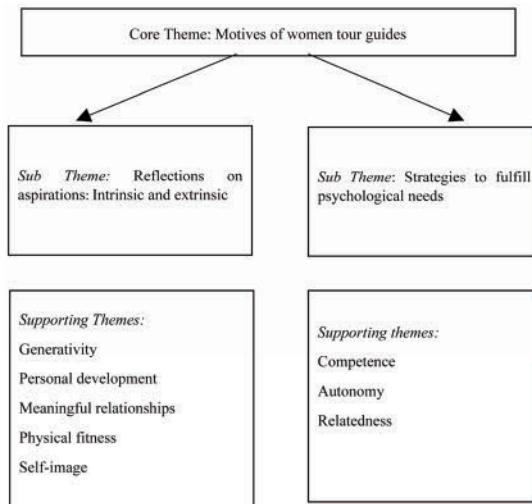 Core Theme: Motives of women tour guides
Sub Theme: Reflections on
aspirations: Intrinsic and extrinsic
Sub Theme: Strategies to fulfill
psychological needs
Supporting Themes:
Generativity
Personal development
Meaningful relationships
Physical fitness
Self-image
Supporting themes:
Competence
Autonomy
Relatedness